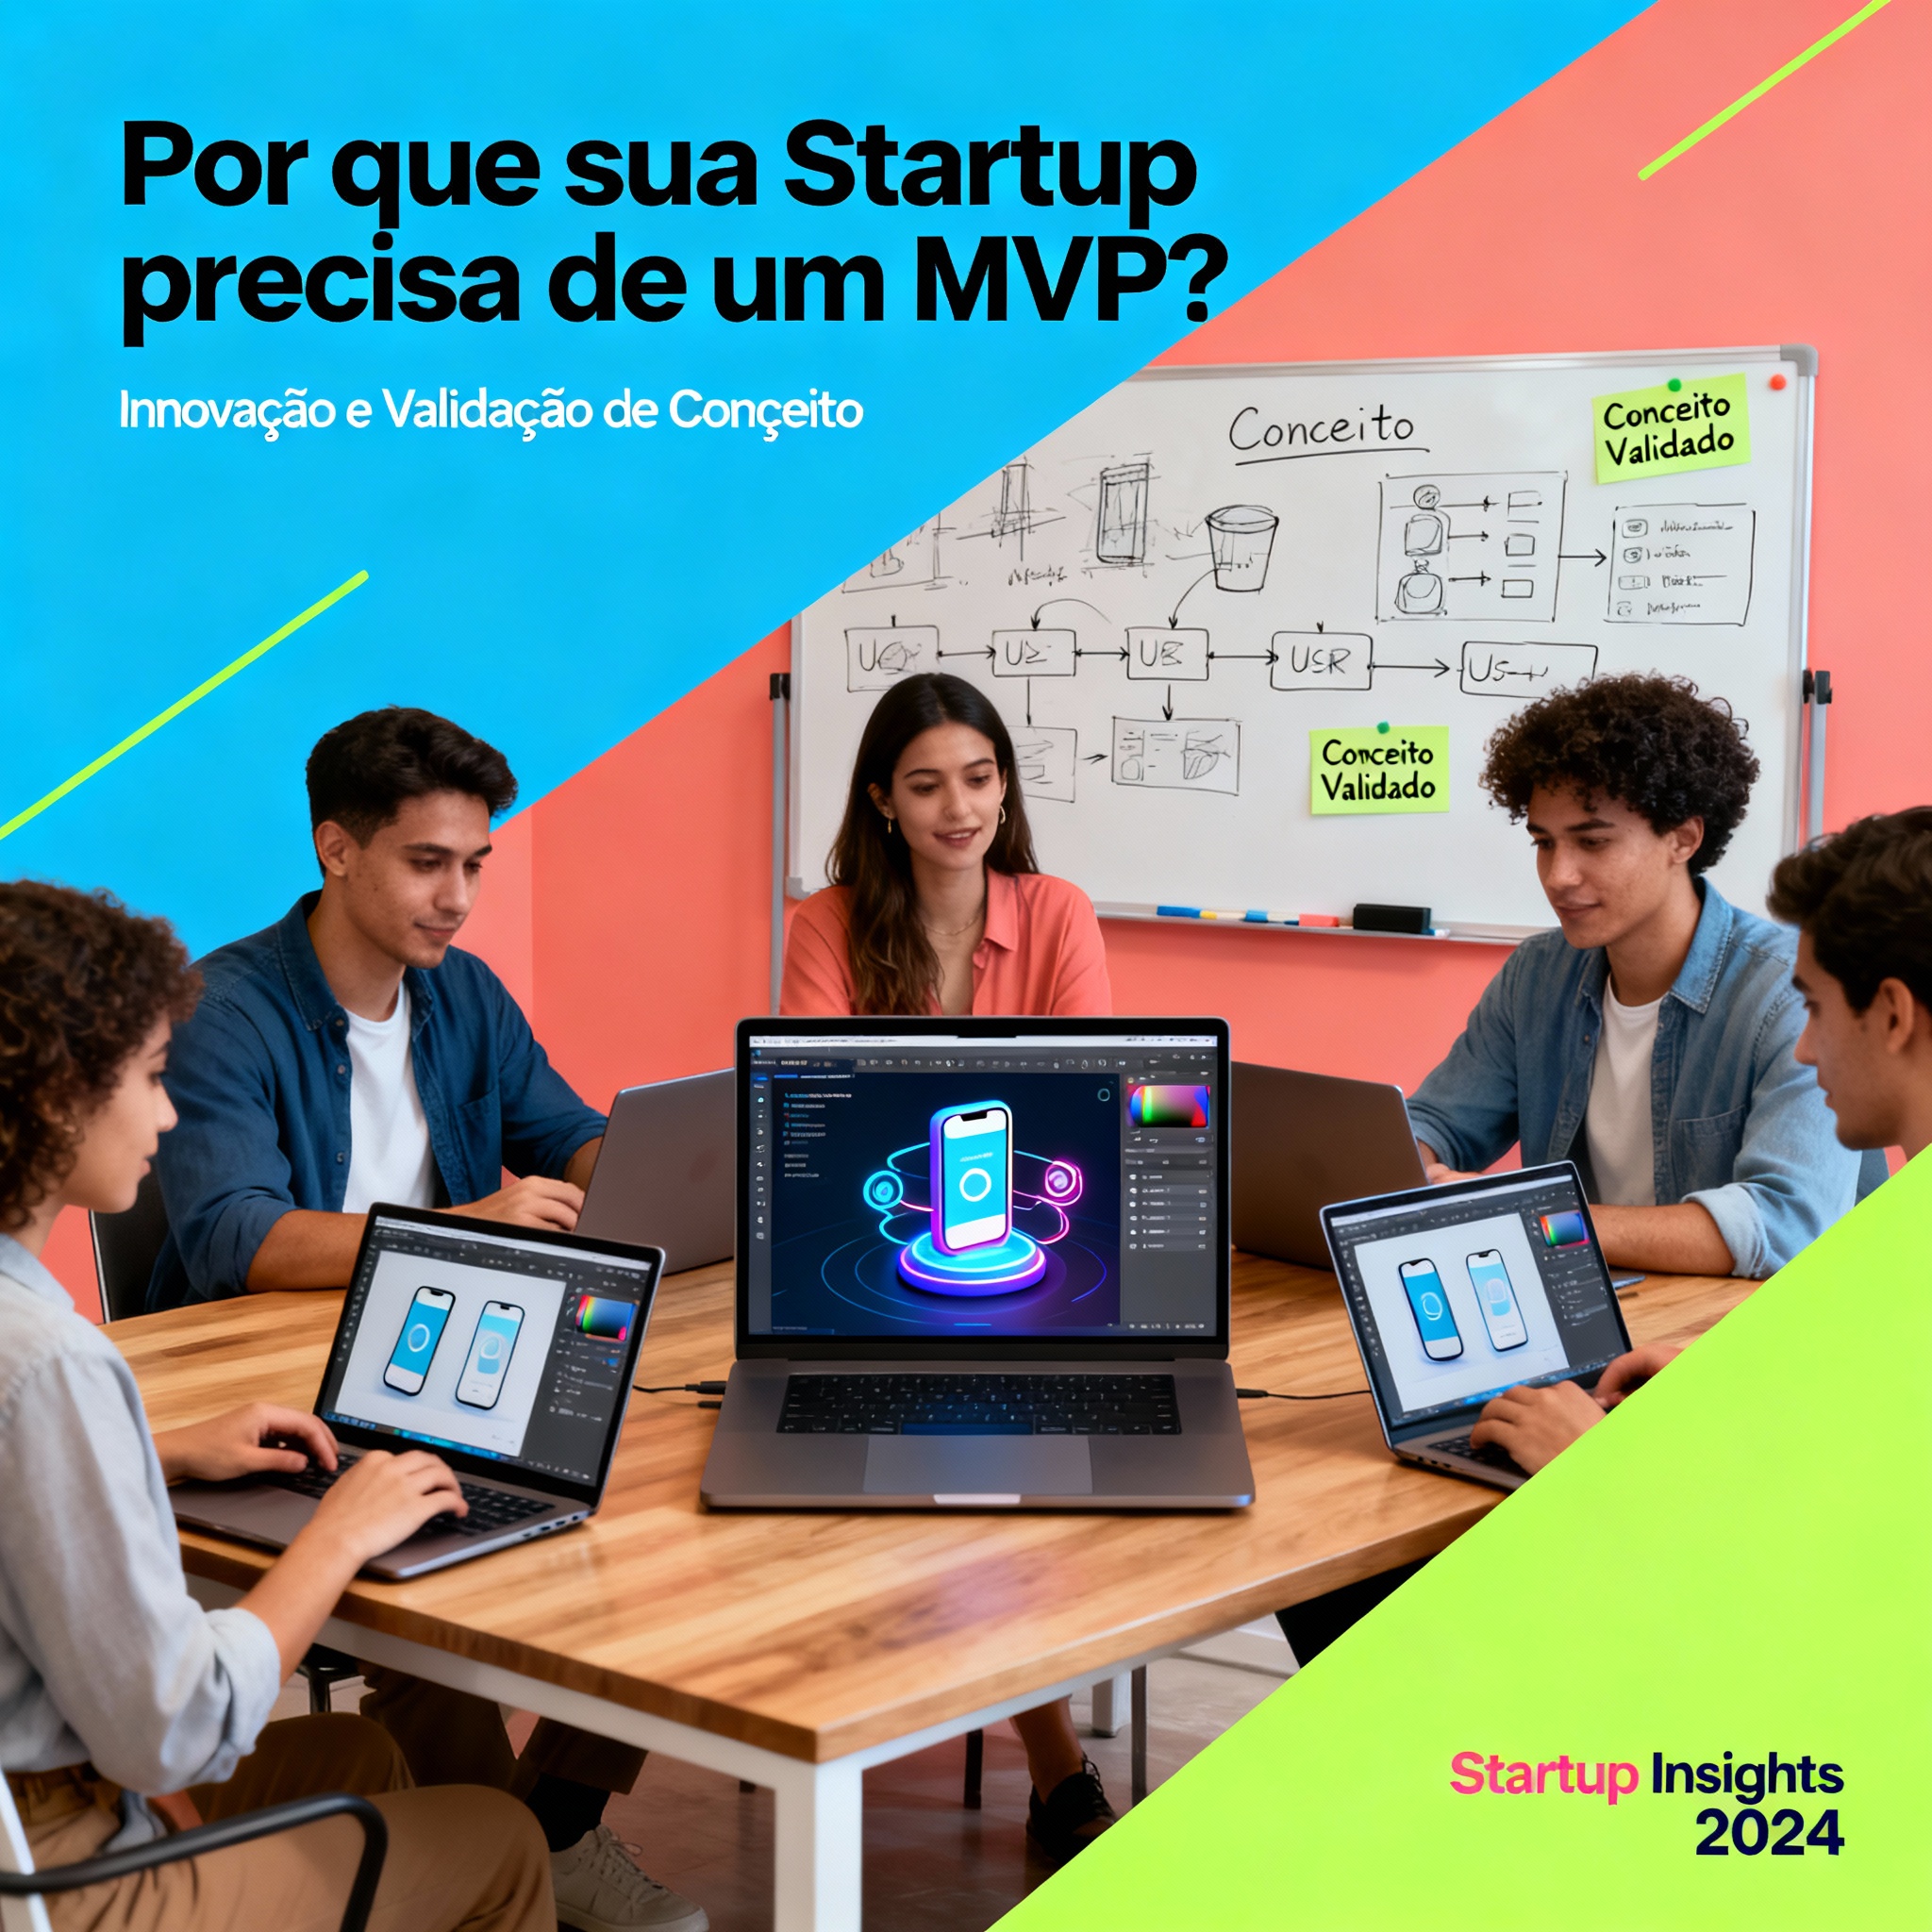 Por que sua Startup
precisa de um MVP?
Innovação e Validação de Conçeito
Conceito
Conceito
Validado
USR
Conceito
Validado
Startup Insights
2024